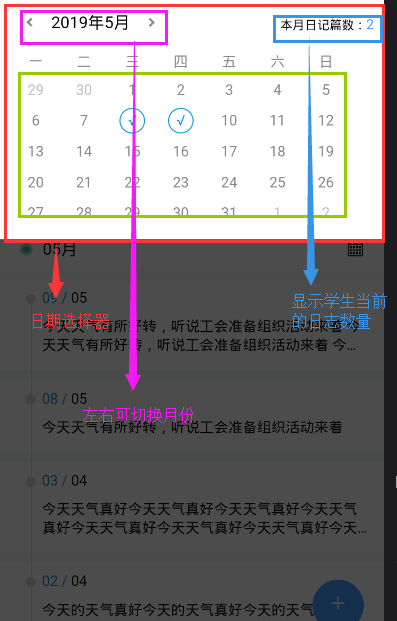 2019年5月
本月日记篇数：2
一 二 三 四 五 六 日
29 30 1 2 3 4 5
6 7 √ √ 10 11 12
13 14 15 16 17 18 19
20 21 22 23 24 25 26
27 28 29 30 31 1 2
05月
09 / 05
日期选择器
显示学生当前
的日志数量
今天天气有所好转，听说工会准备组织活动来着 今
天天气有所好转，听说工会准备组织活动来着 今...
08 / 05
左右可切换月份
今天天气有所好转，听说工会准备组织活动来着
03 / 04
今天天气真好今天天气真好今天天气真好今天天气
真好今天天气真好今天天气真好今天天气真好今天...
02 / 04
今天的天气真好今天的天气真好今天的天气
+